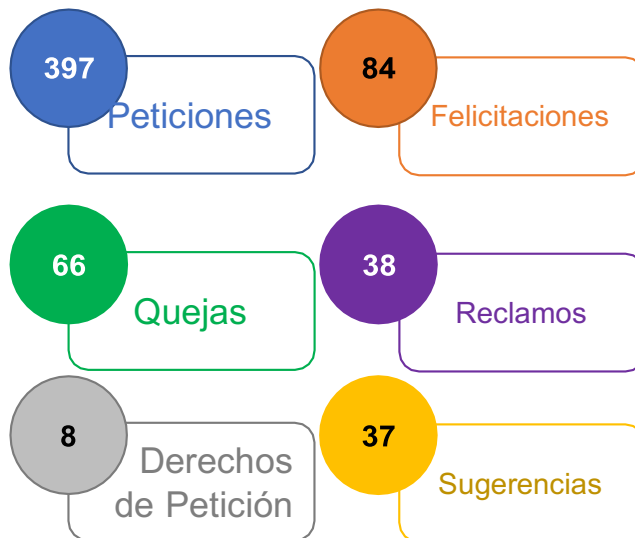 397
Peticiones
84
Felicitaciones
66
Quejas
38
Reclamos
8
Derechos
de Petición
37
Sugerencias